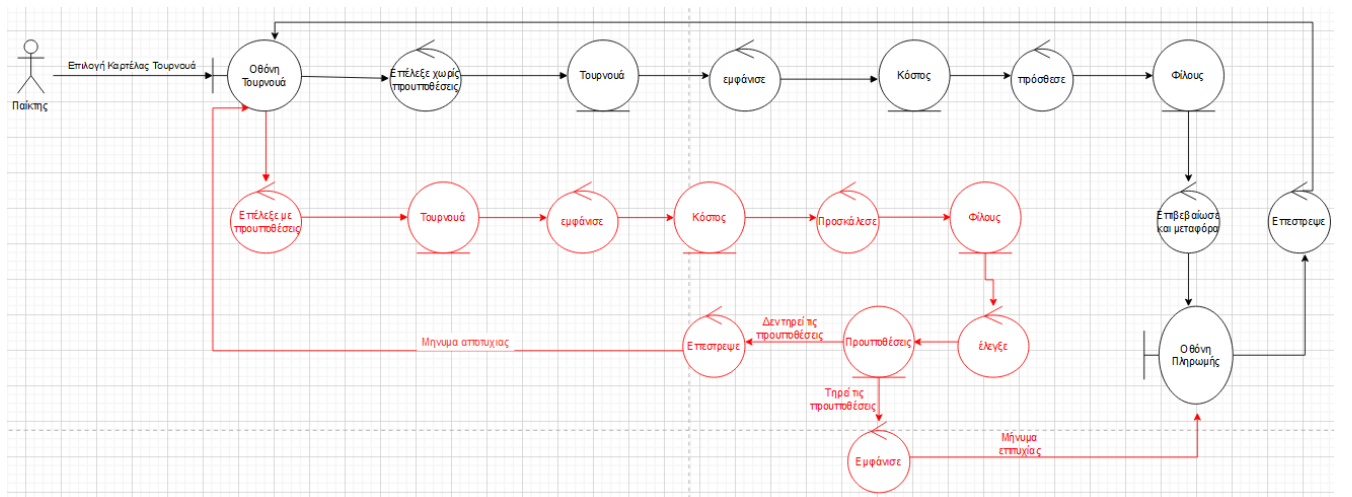 Επιλογή Καρτέλας Τουρνουά
Παίκτης
Οθόνη
Τουρνουά
Επέλεξε χωρίς
προυποθέσεις
Τουρνουά
εμφάνισε
Κόστος
πρόσθεσε
Φίλους
Επέλεξε με
προυποθέσεις
Τουρνουά
εμφάνισε
Κόστος
Προσκάλεσε
Φίλους
Επιβεβαίωσε
και μεταφόρα
Επεστρεψε
Μηνυμα αποτυχιας
Επεστρεψε
Δεν τηρεί τις
προυποθέσεις
Προυποθέσεις
έλεγξε
Οθόνη
Πληρωμής
Τηρεί τις
προυποθέσεις
Εμφάνισε
Μήνυμα
επιτυχίας